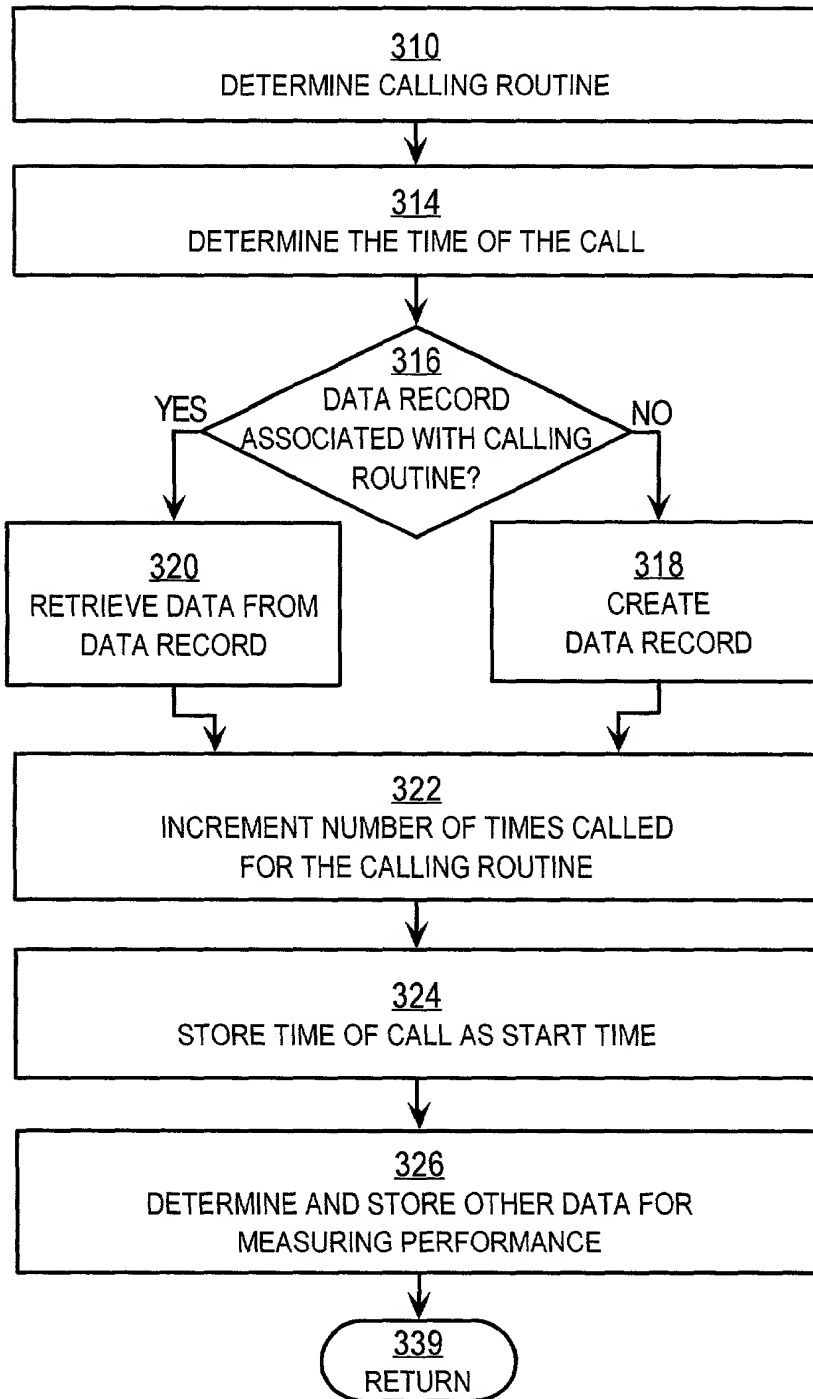 310
DETERMINE CALLING ROUTINE
314
DETERMINE THE TIME OF THE CALL
316
DATA RECORD
ASSOCIATED WITH CALLING
ROUTINE?
YES
NO
320
RETRIEVE DATA FROM
DATA RECORD
318
CREATE
DATA RECORD
322
INCREMENT NUMBER OF TIMES CALLED
FOR THE CALLING ROUTINE
324
STORE TIME OF CALL AS START TIME
326
DETERMINE AND STORE OTHER DATA FOR
MEASURING PERFORMANCE
339
RETURN